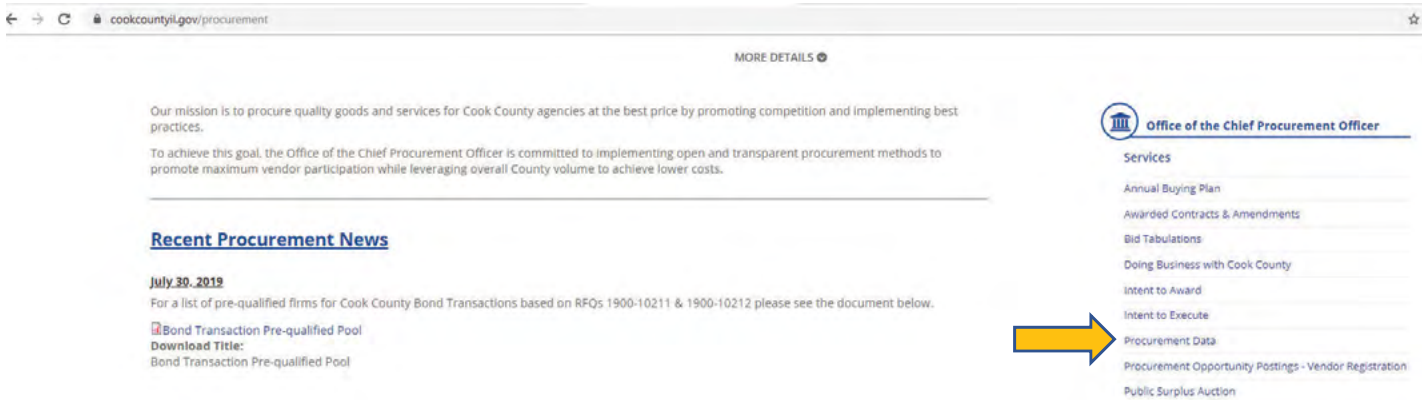 cookcountyil.gov/procurement
MORE DETAILS
Our mission is to procure quality goods and services for Cook County agencies at the best price by promoting competition and implementing best
practices.
To achieve this goal, the Office of the Chief Procurement Officer is committed to implementing open and transparent procurement methods to
promote maximum vendor participation while leveraging overall County volume to achieve lower costs.
Recent Procurement News
July 30, 2019
For a list of pre-qualified firms for Cook County Bond Transactions based on RFQs 1900-10211 & 1900-10212 please see the document below.
Bond Transaction Pre-qualified Pool
Download Title:
Bond Transaction Pre-qualified Pool
Office of the Chief Procurement Officer
Services
Annual Buying Plan
Awarded Contracts & Amendments
Bid Tabulations
Doing Business with Cook County
Intent to Award
Intent to Execute
Procurement Data
Procurement Opportunity Postings - Vendor Registration
Public Surplus Auction